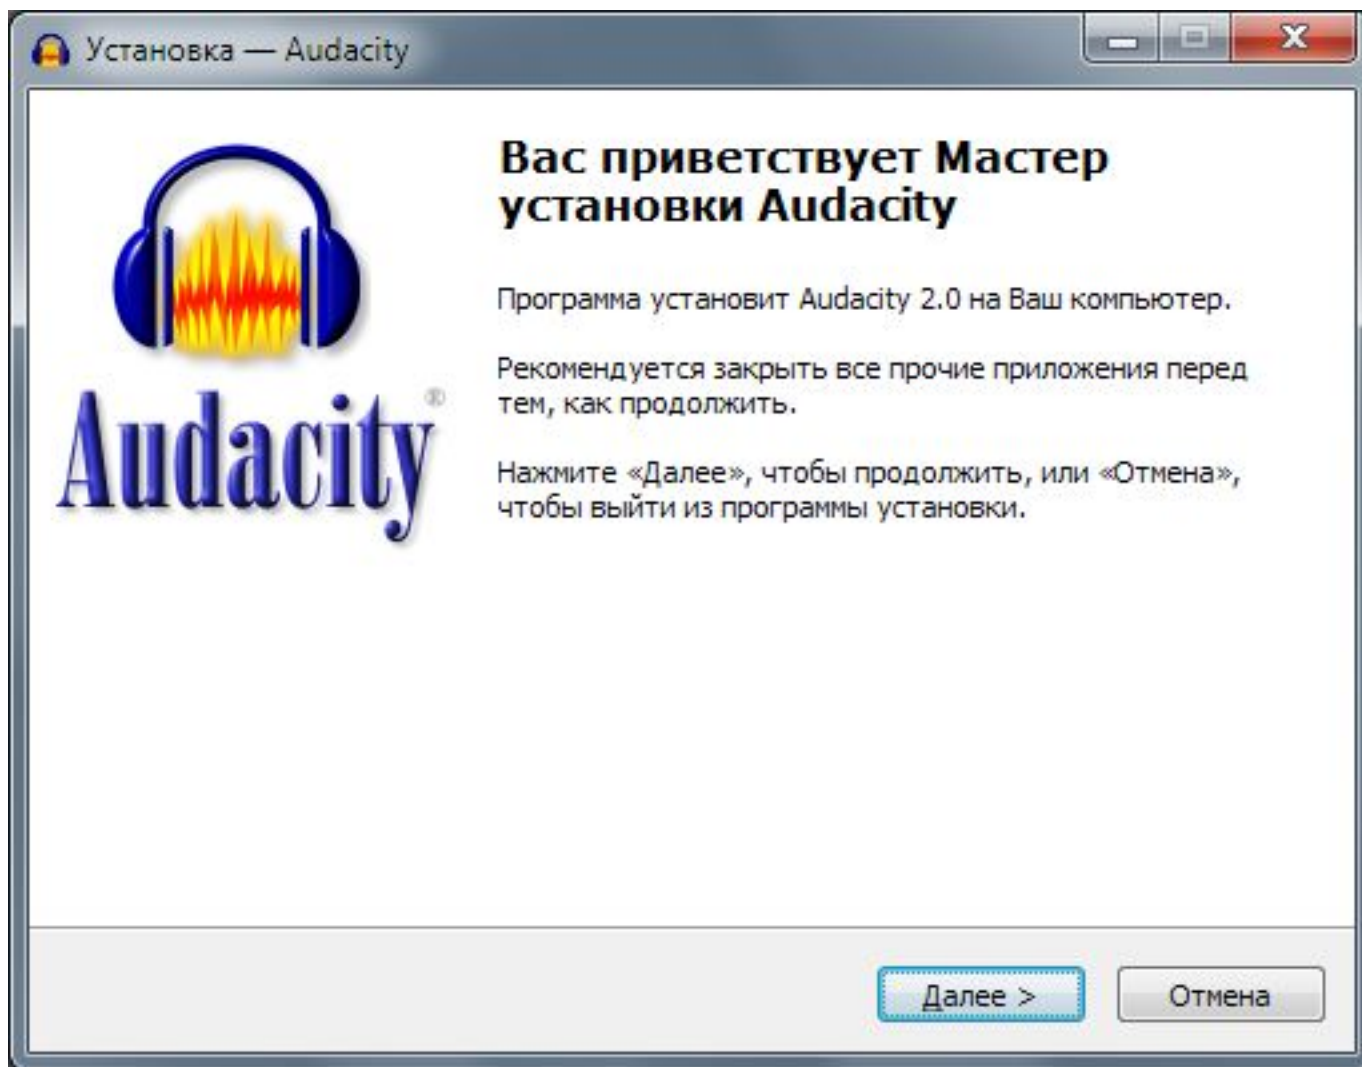 Установка — Audacity
Вас приветствует Мастер
установки Audacity
Программа установит Audacity 2.0 на Ваш компьютер.
Рекомендуется закрыть все прочие приложения перед
тем, как продолжить.
Нажмите «Далее», чтобы продолжить, или «Отмена»,
чтобы выйти из программы установки.
Audacity®
Далее >
Отмена